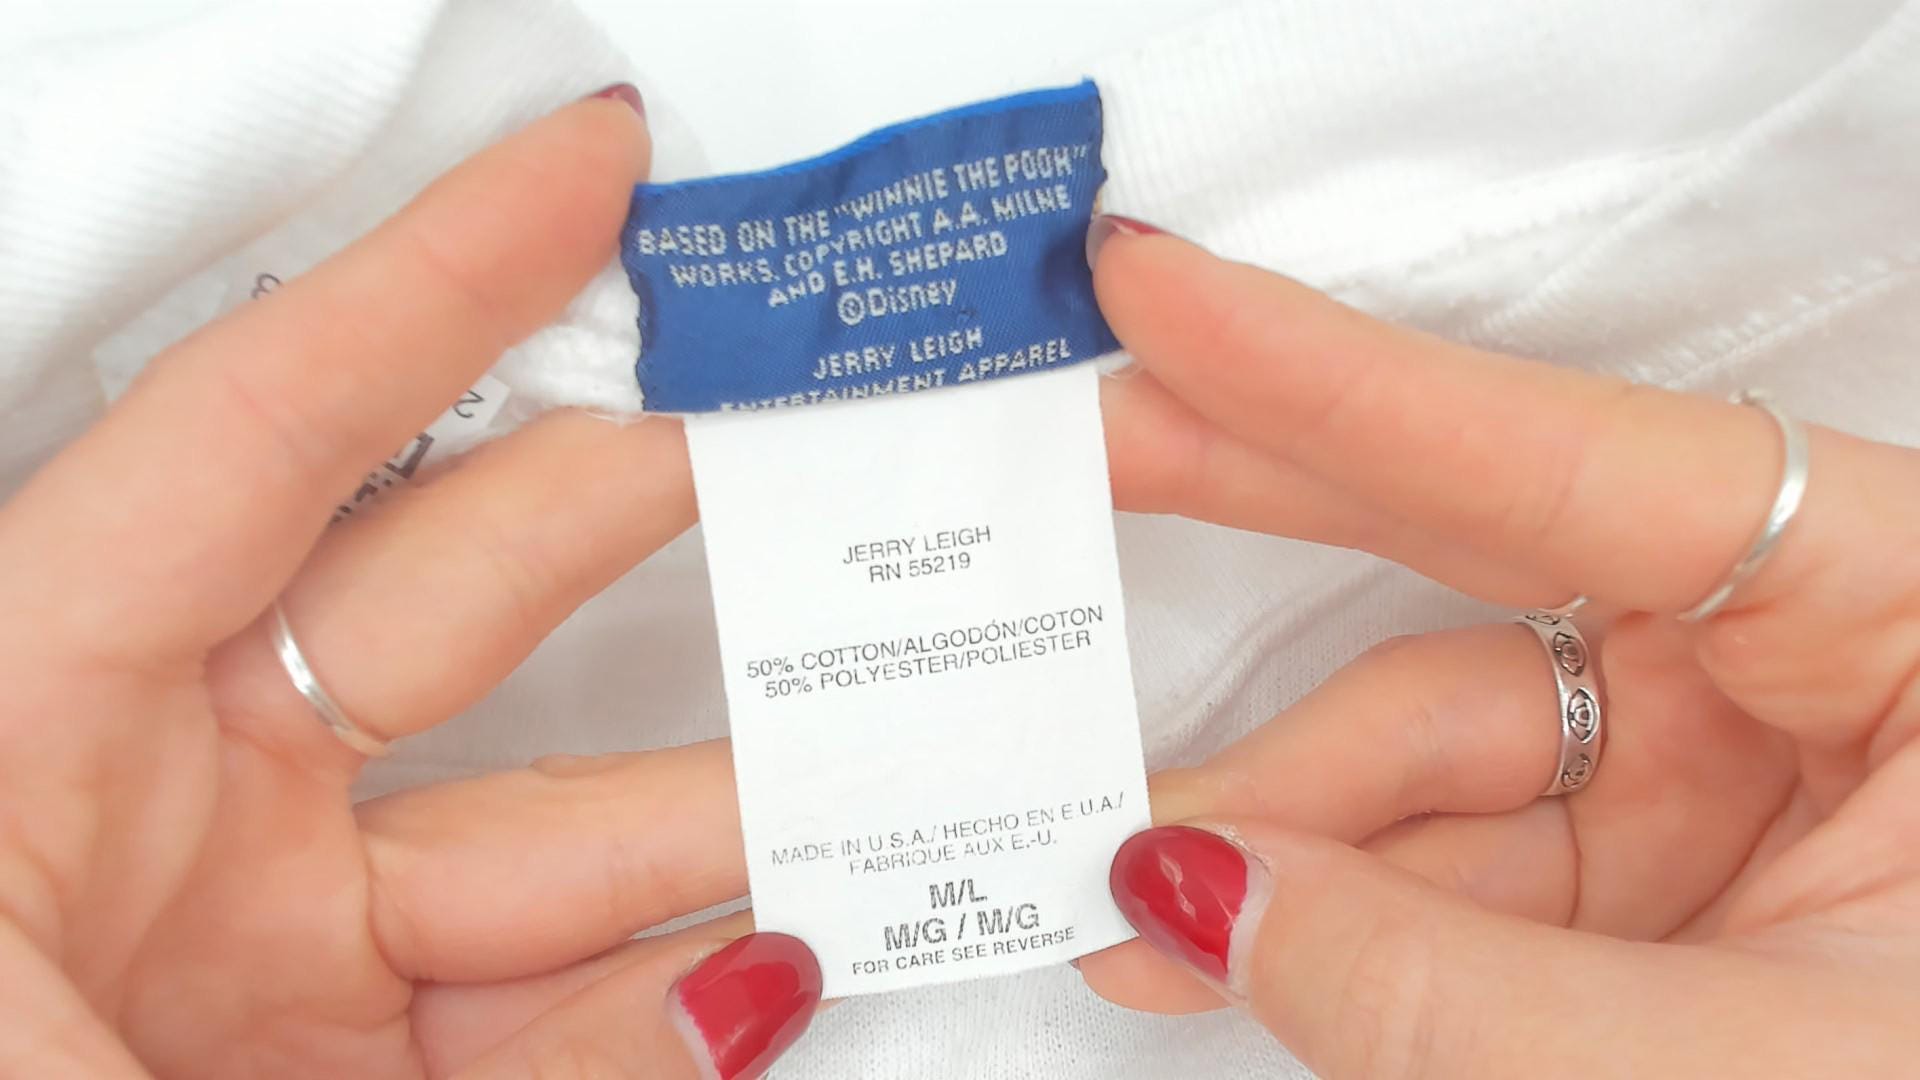 BASED ON THE "WINNIE THE POOH"
WORKS. COPYRIGHT A.A. MILNE
AND E.H. SHEPARD
©Disney
JERRY LEIGH
ENTERTAINMENT APPAREL
JERRY LEIGH
RN 55219
50% COTTON/ALGODÓN/COTON
50% POLYESTER/POLIESTER
MADE IN U.S.A./ HECHO EN E.U.A./
FABRIQUE AUX E.-U.
M/L
M/G / M/G
FOR CARE SEE REVERSE